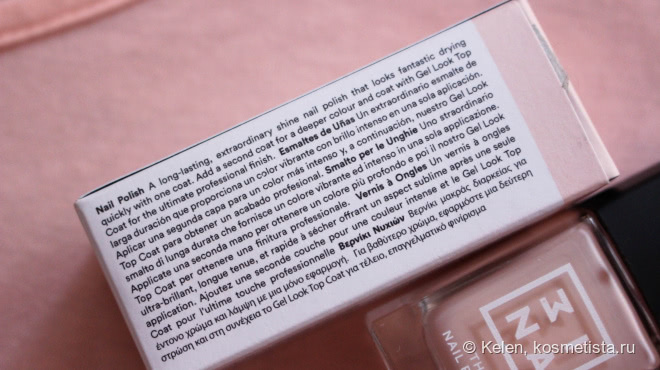 Nail Polish A long-lasting, extraordinary shine nail polish that looks fantastic drying
quickly with one coat. Add a second coat for a deeper colour and coat with Gel Look Top
Coat for the ultimate professional finish. Esmaltes de Uñas Un extraordinario esmalte de
larga duración que proporciona un color vibrante con brillo intenso en una sola aplicación.
Aplicar una segunda capa para un color más intenso y, a continuación, nuestro Gel Look
Top Coat para obtener un acabado profesional. Smalto per le Unghie Uno straordinario
smalto di lunga durata che fornisce un colore vibrante ed intenso in una sola applicazione.
Applicate una seconda mano per ottenere un colore più profondo e poi il nostro Gel Look
Top Coat per ottenere una finitura professionale. Vernis à Ongles Un vernis à ongles
ultra-brillant, longue tenue, et rapide à sécher offrant un aspect sublime après une seule
application. Ajoutez une seconde couche pour une couleur intense et le Gel Look Top
Coat pour l'ultime touche professionnelle Βερνίκι Νυχιών Βερνίκι μακράς διαρκείας για
έντονο χρώμα και λάμψη με μια μόνο εφαρμογή. Για βαθύτερο χρώμα, εφαρμόστε μια δεύτερη
στρώση και στη συνέχεια το Gel Look Top Coat για τέλειο, επαγγελματικό φινίρισμα
NAIL
© Kelen, kosmetista.ru